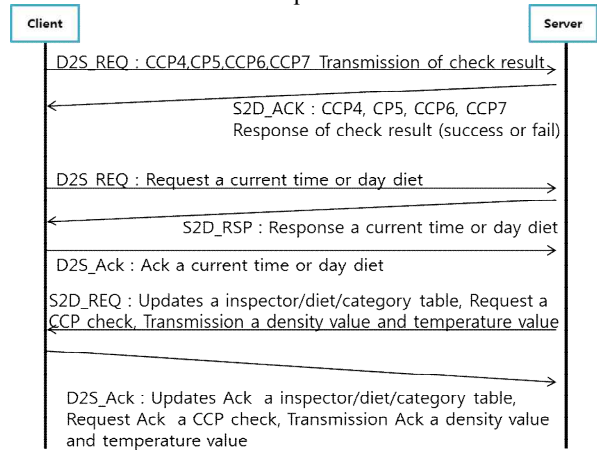 Client
Server
D2S_REQ : CCP4,CP5,CCP6,CCP7 Transmission of check result
S2D_ACK : CCP4, CP5, CCP6, CCP7
Response of check result (success or fail)
D2S REQ : Request a current time or day diet
S2D_RSP : Response a current time or day diet
D2S_Ack : Ack a current time or day diet
S2D_REQ : Updates a inspector/diet/category table, Request a
CCP check, Transmission a density value and temperature value
D2S_Ack : Updates Ack a inspector/diet/category table,
Request Ack a CCP check, Transmission Ack a density value
and temperature value